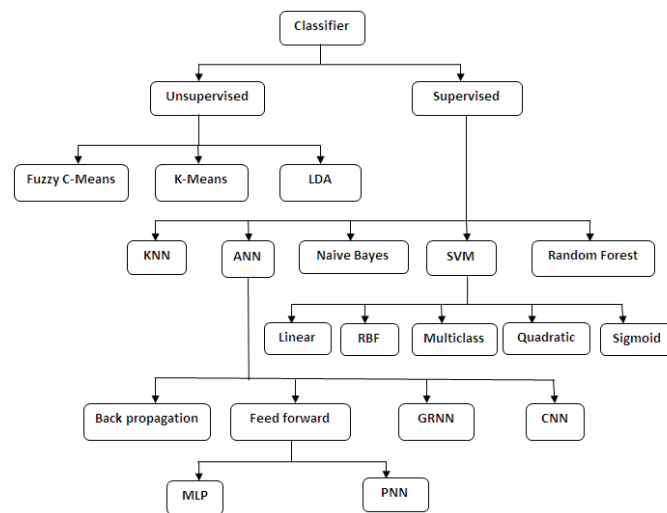 Classifier
Unsupervised
Supervised
Fuzzy C-Means
K-Means
LDA
KNN
ANN
Naive Bayes
SVM
Random Forest
Linear
RBF
Multiclass
Quadratic
Sigmoid
Back propagation
Feed forward
GRNN
CNN
MLP
PNN